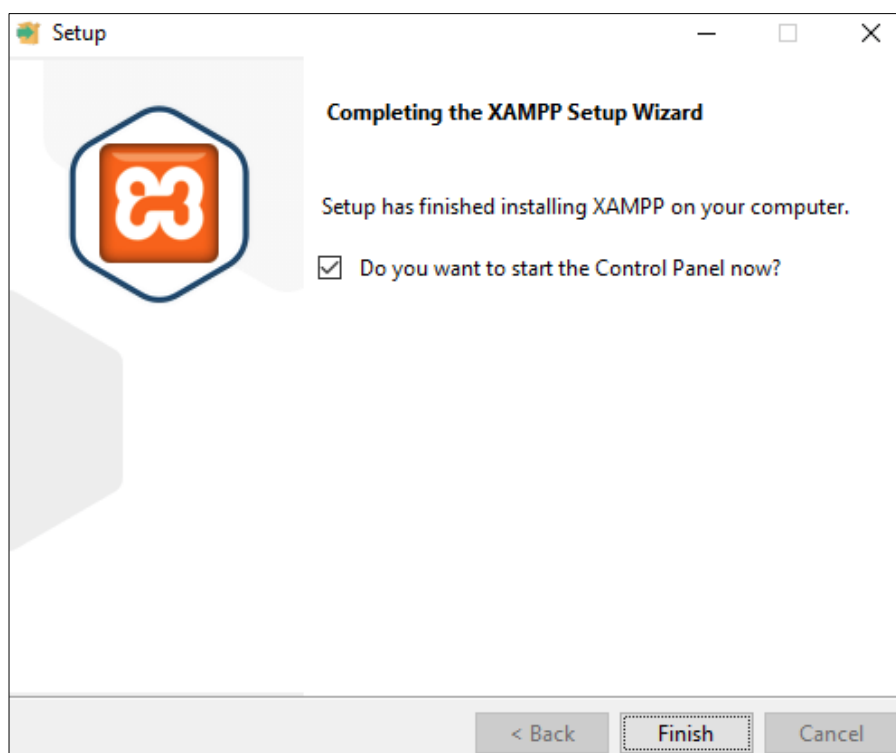 Setup
Completing the XAMPP Setup Wizard
Setup has finished installing XAMPP on your computer.
Do you want to start the Control Panel now?
< Back
Finish
Cancel